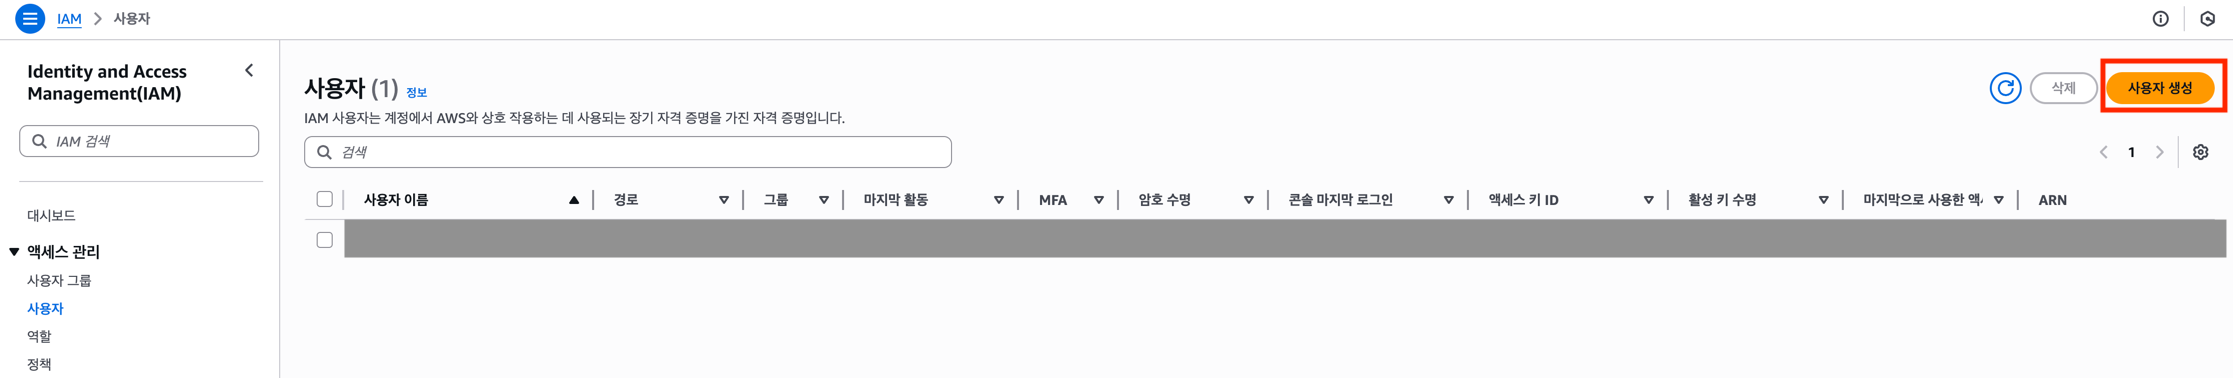 IAM > 사용자
Identity and Access
Management(IAM)
IAM 검색
대시보드
액세스 관리
사용자 그룹
사용자
역할
정책
사용자 (1) 정보
삭제
사용자 생성
IAM 사용자는 계정에서 AWS와 상호 작용하는 데 사용되는 장기 자격 증명을 가진 자격 증명입니다.
검색
1
사용자 이름 경로 그룹 마지막 활동 MFA 암호 수명 콘솔 마지막 로그인 액세스 키 ID 활성 키 수명 마지막으로 사용한 ARN